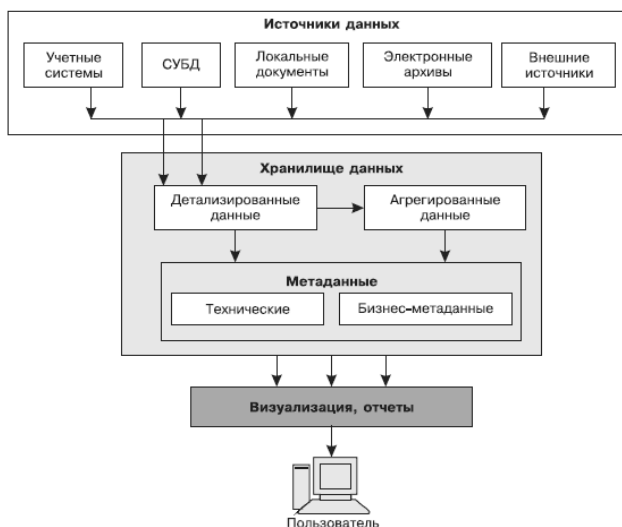 Источники данных
Учетные
системы
СУБД
Локальные
документы
Электронные
архивы
Внешние
источники
Хранилище данных
Детализированные
данные
Агрегированные
данные
Метаданные
Технические
Бизнес-метаданные
Визуализация, отчеты
Пользователь